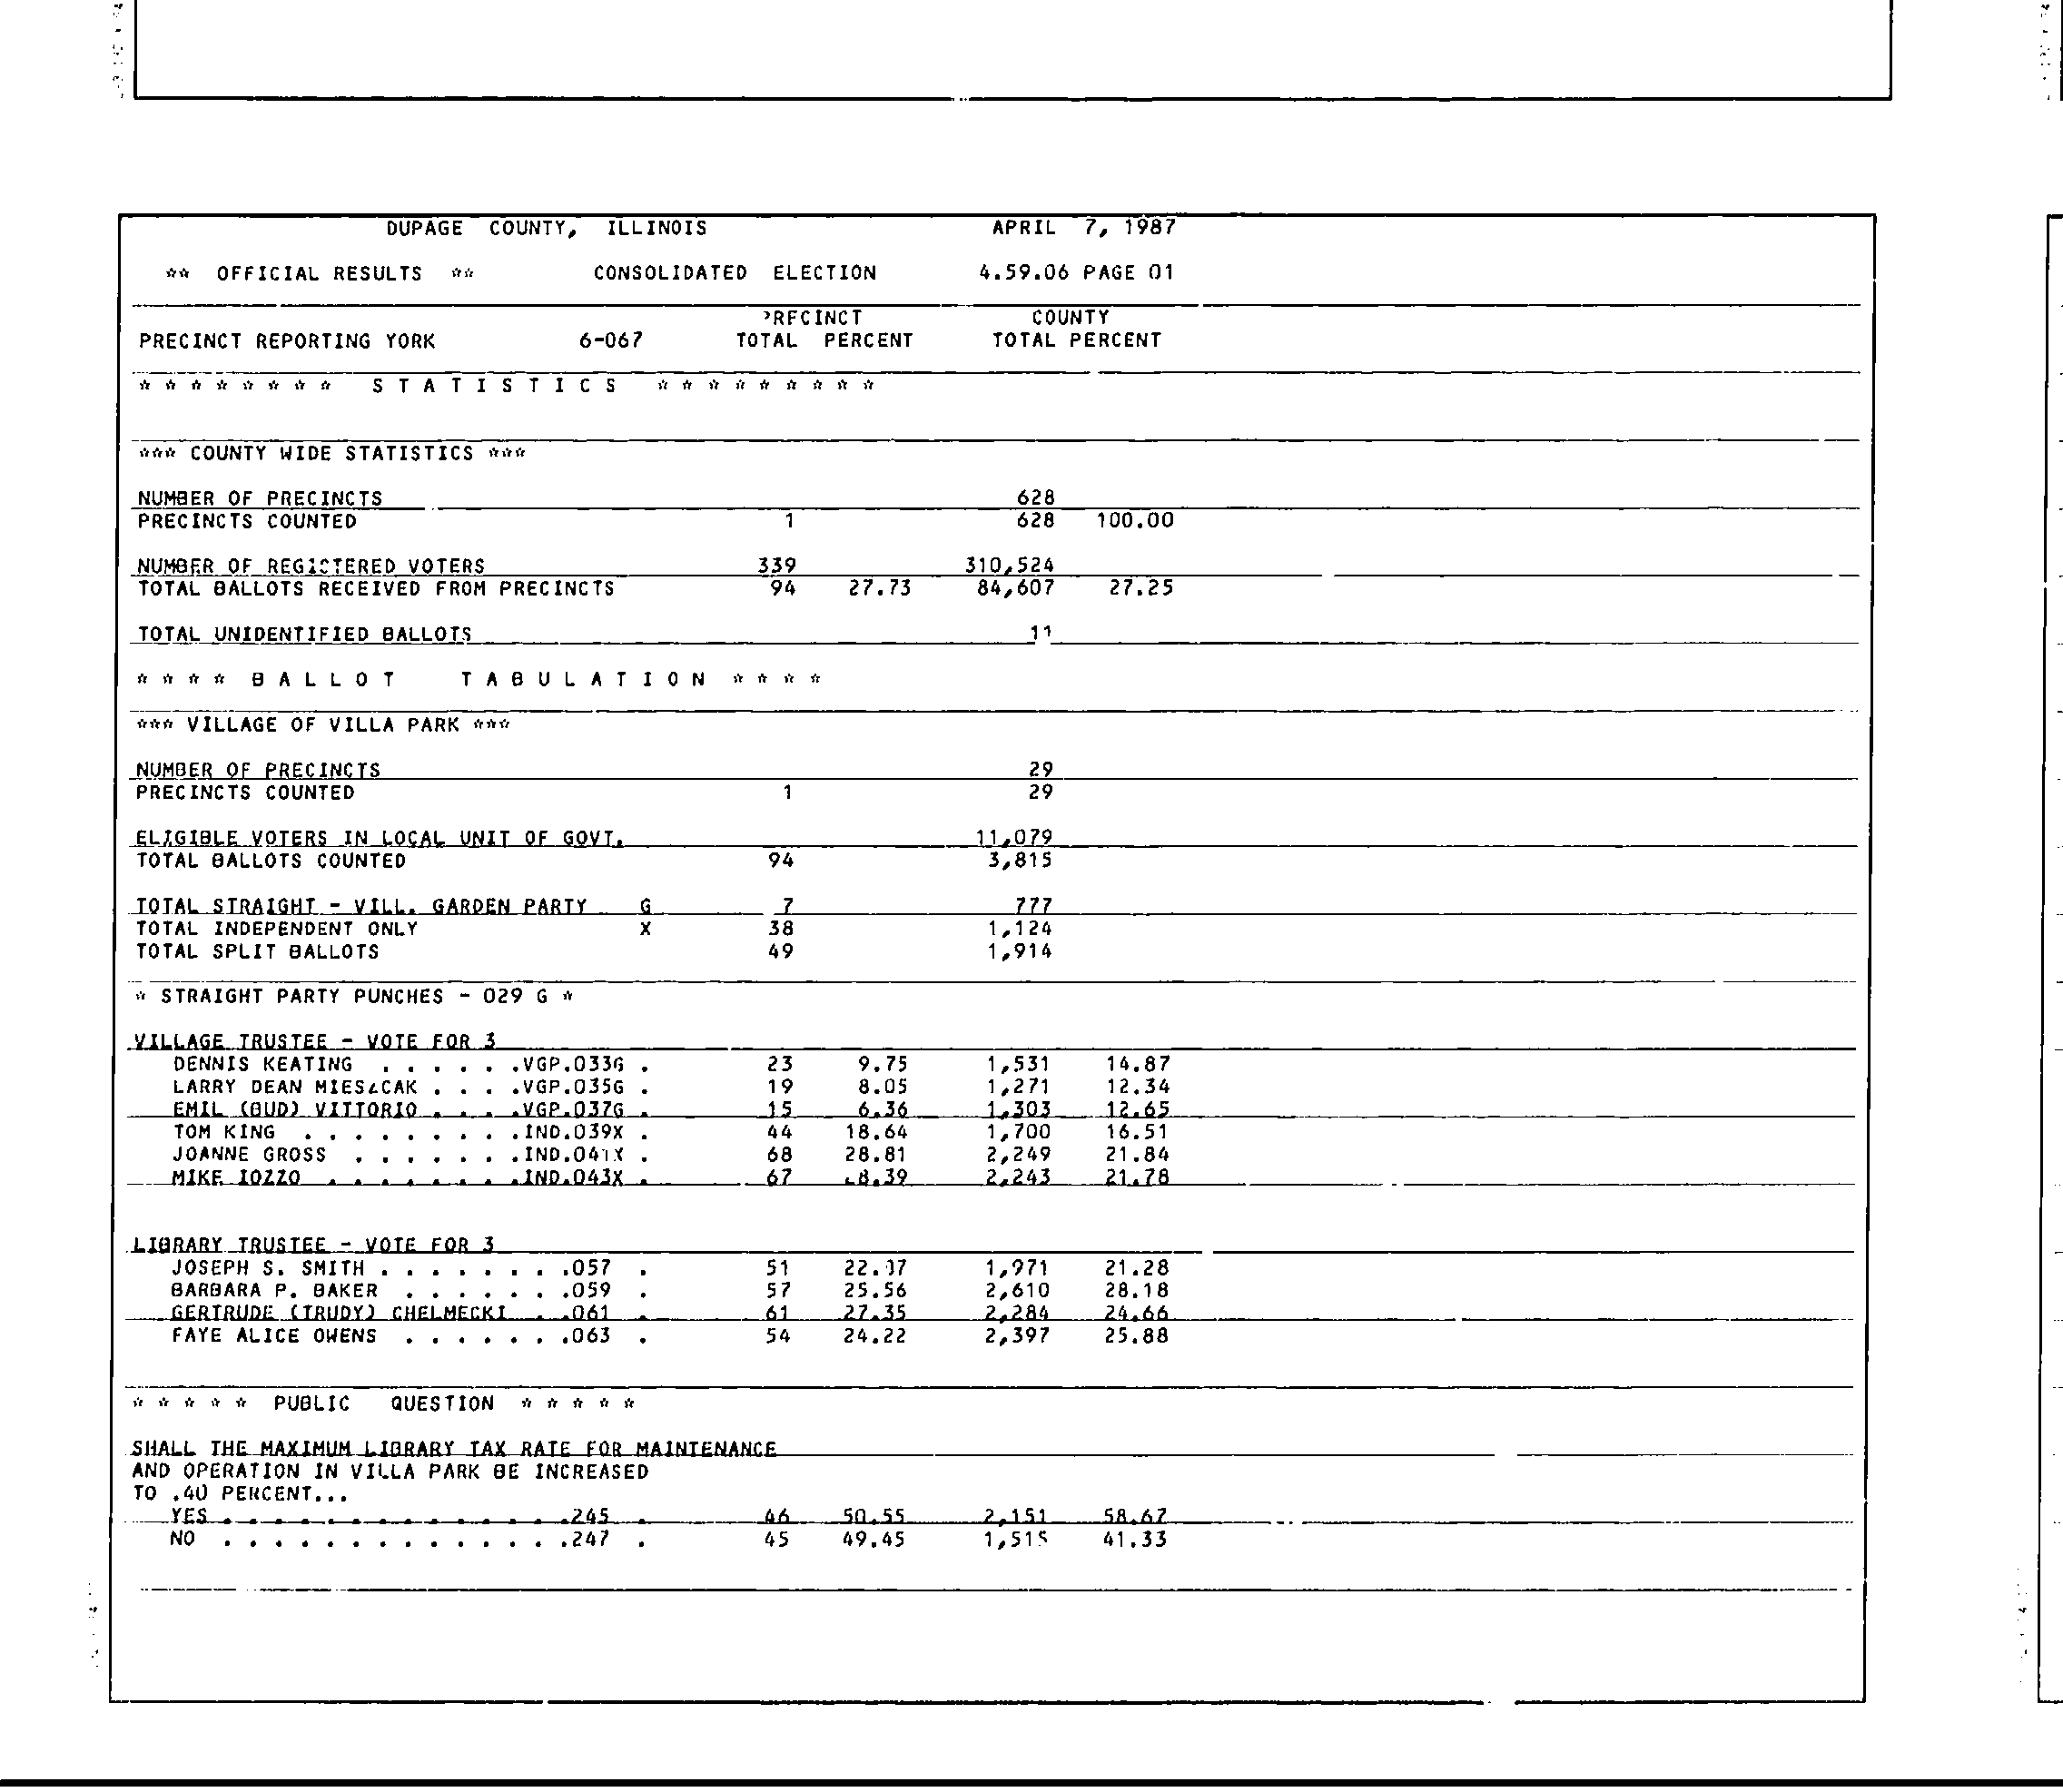 DUPAGE COUNTY, ILLINOIS APRIL 7, 1987
** OFFICIAL RESULTS ** CONSOLIDATED ELECTION 4.59.06 PAGE 01
PRECINCT COUNTY
PRECINCT REPORTING YORK 6-067 TOTAL PERCENT TOTAL PERCENT
* * * * * * * * S T A T I S T I C S * * * * * * * * *
*** COUNTY WIDE STATISTICS ***
NUMBER OF PRECINCTS 628
PRECINCTS COUNTED 1 628 100.00
NUMBER OF REGISTERED VOTERS 339 310,524
TOTAL BALLOTS RECEIVED FROM PRECINCTS 94 27.73 84,607 27.25
TOTAL UNIDENTIFIED BALLOTS 11
* * * * B A L L O T T A B U L A T I O N * * * *
*** VILLAGE OF VILLA PARK ***
NUMBER OF PRECINCTS 29
PRECINCTS COUNTED 1 29
ELIGIBLE VOTERS IN LOCAL UNIT OF GOVT. 11,079
TOTAL BALLOTS COUNTED 94 3,815
TOTAL STRAIGHT - VILL. GARDEN PARTY G 7 777
TOTAL INDEPENDENT ONLY X 38 1,124
TOTAL SPLIT BALLOTS 49 1,914
* STRAIGHT PARTY PUNCHES - 029 G *
VILLAGE TRUSTEE - VOTE FOR 3
DENNIS KEATING . . . . . .VGP.033G . 23 9.75 1,531 14.87
LARRY DEAN . . . .VGP.035G . 19 8.05 1,271 12.34
EMIL (BUD) VITTORIO . . . .VGP.037G . 15 6.36 1,303 12.65
TOM KING . . . . . . . . .IND.039X . 44 18.64 1,700 16.51
JOANNE GROSS . . . . . . .IND.041X . 68 28.81 2,249 21.84
MIKE IOZZO . . . . . . . .IND.043X . 67 28.39 2,243 21.78
LIBRARY TRUSTEE - VOTE FOR 3
JOSEPH S. SMITH . . . . . . . .057 . 51 22.87 1,971 21.28
BARBARA P. BAKER . . . . . . .059 . 57 25.56 2,610 28.18
GERTRUDE (TRUDY) CHELMECKI . .061 . 61 27.35 2,284 24.66
FAYE ALICE OWENS . . . . . . .063 . 54 24.22 2,397 25.88
* * * * * PUBLIC QUESTION * * * * *
SHALL THE MAXIMUM LIBRARY TAX RATE FOR MAINTENANCE
AND OPERATION IN VILLA PARK BE INCREASED
TO .40 PERCENT...
YES . . . . . . . . . . . . . .245 . 46 50.55 2,151 58.67
NO . . . . . . . . . . . . . .247 . 45 49.45 1,515 41.33